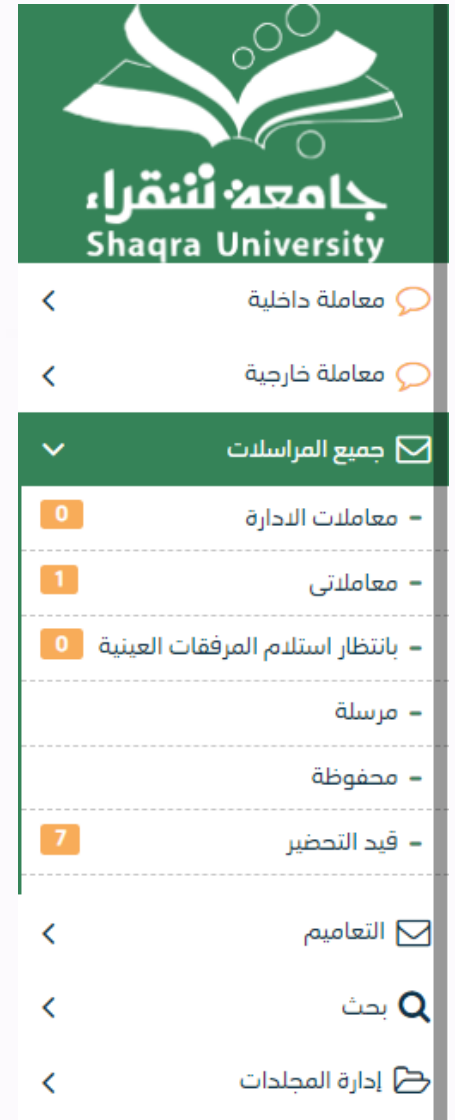 جامعة شقراء
Shaqra University
معاملة داخلية
معاملة خارجية
جميع المراسلات
- معاملات الادارة 0
- معاملاتى 1
- بانتظار استلام المرفقات العينية 0
- مرسلة
- محفوظة
- قيد التحضير 7
التعاميم
بحث
إدارة المجلدات